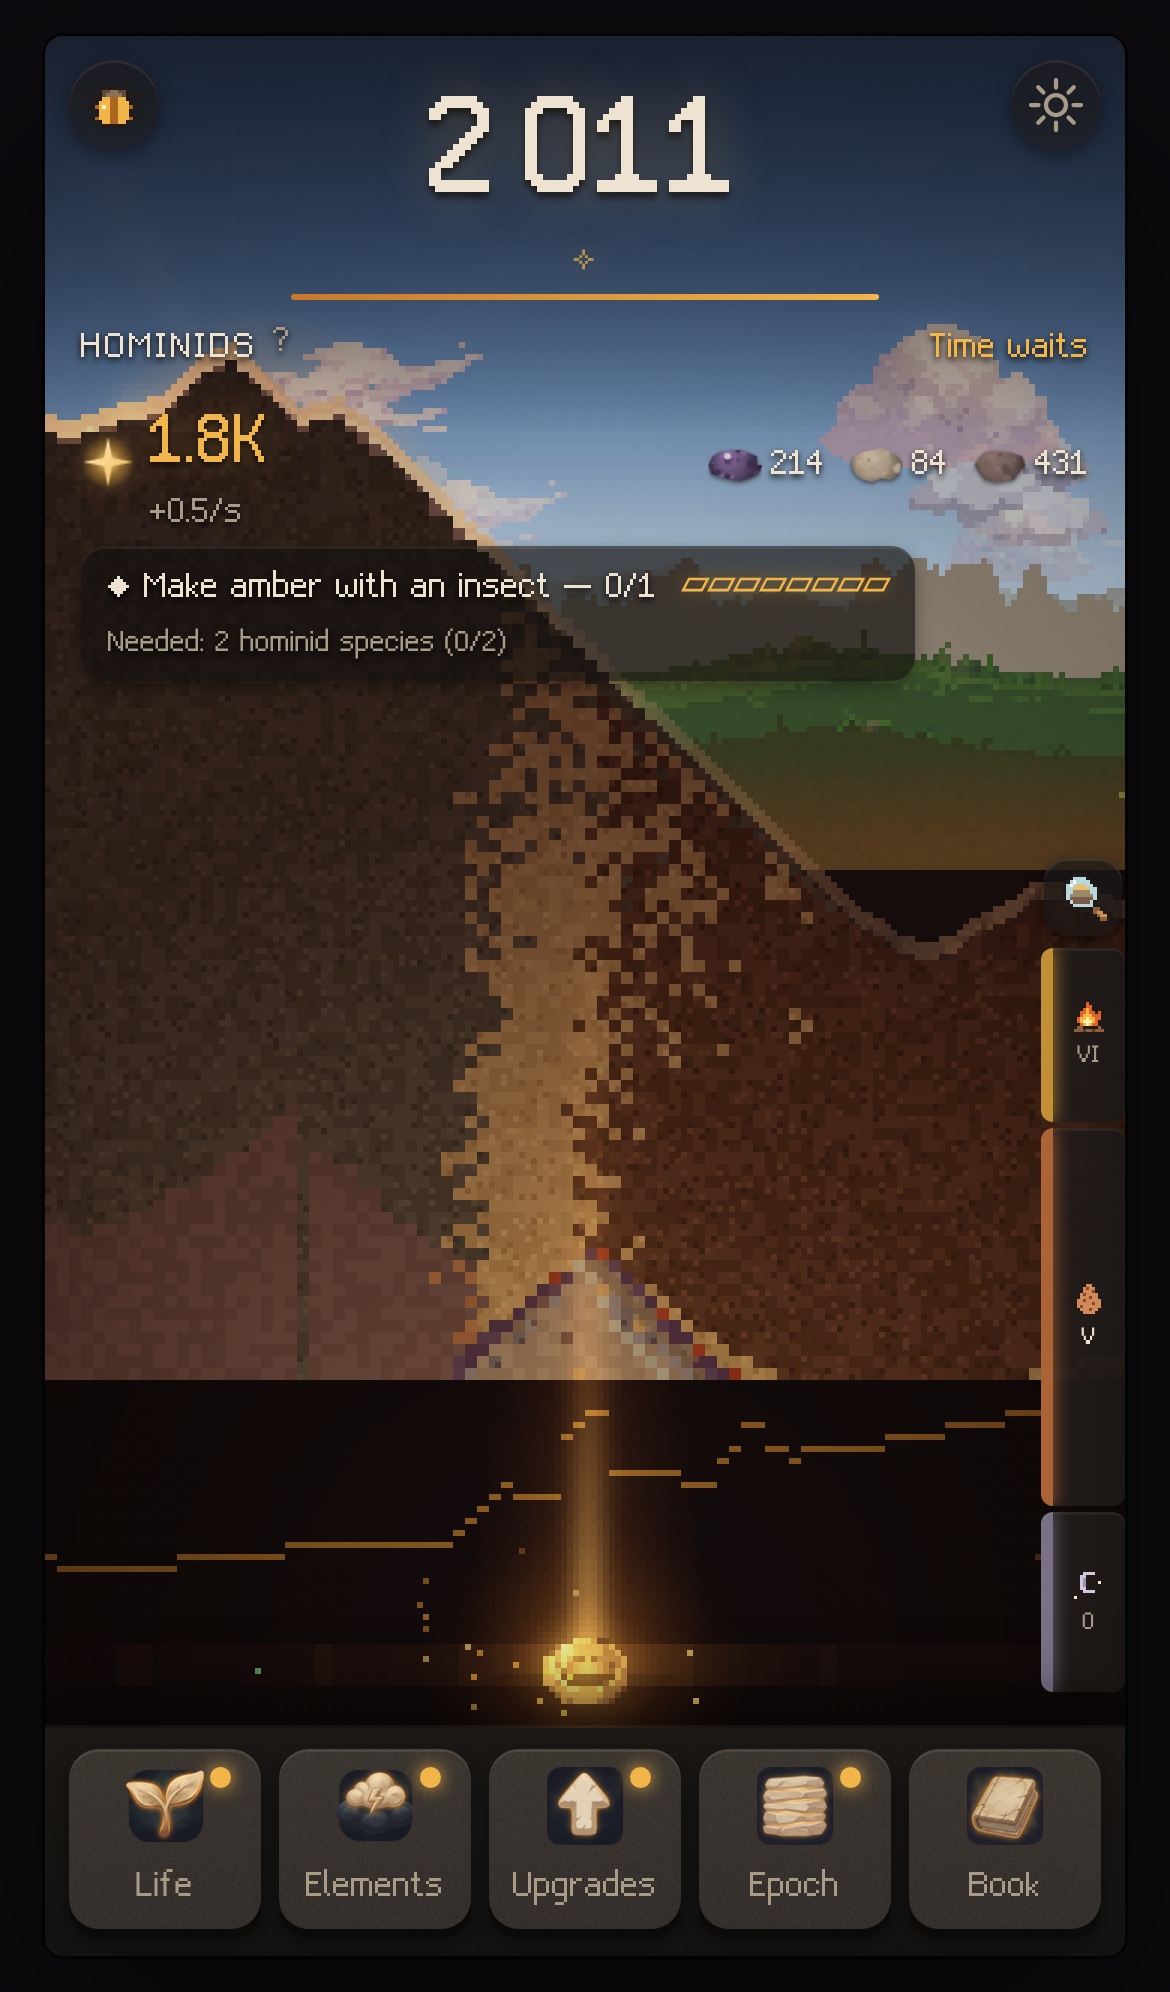 2 011
HOMINIDS ?
Time waits
1.8K
+0.5/s
214 84 431
Make amber with an insect — 0/1
Needed: 2 hominid species (0/2)
VI
V
0
Life
Elements
Upgrades
Epoch
Book